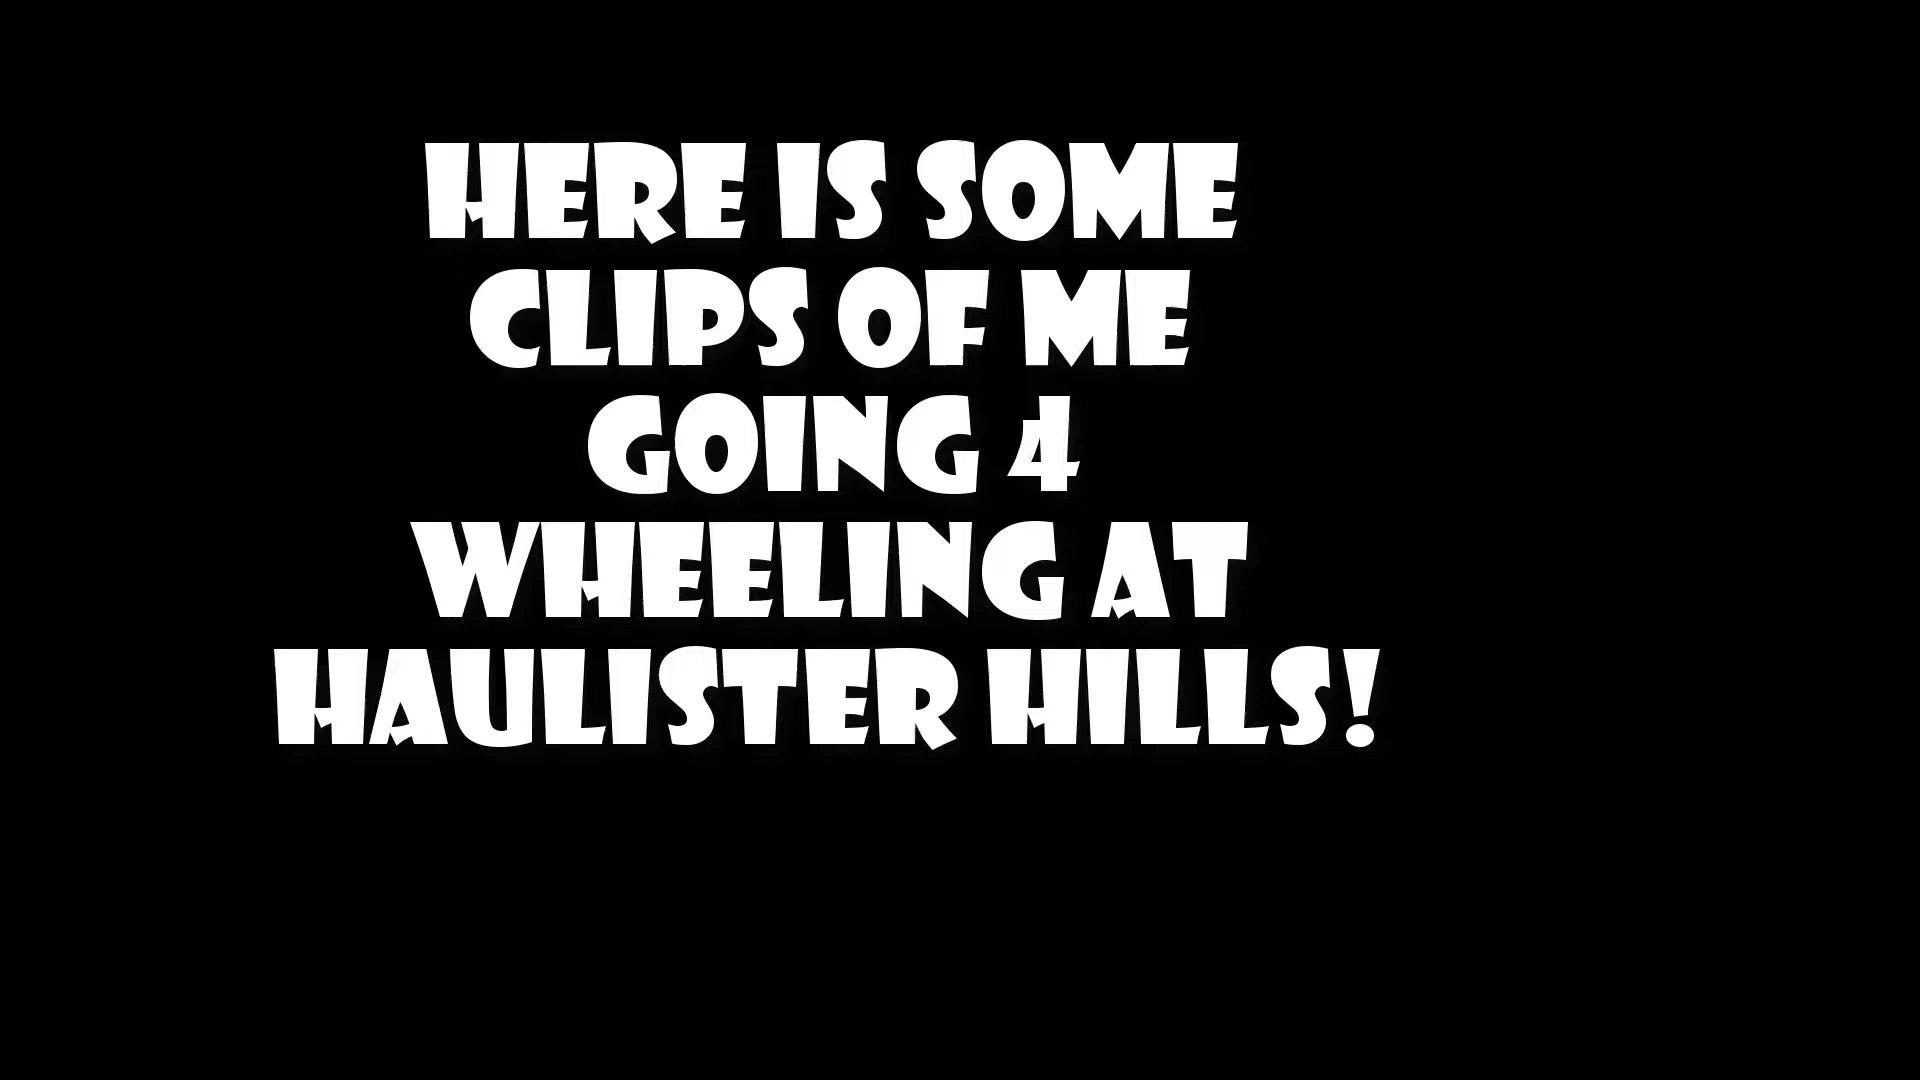 HERE IS SOME
CLIPS OF ME
GOING 4
WHEELING AT
HAULISTER HILLS!